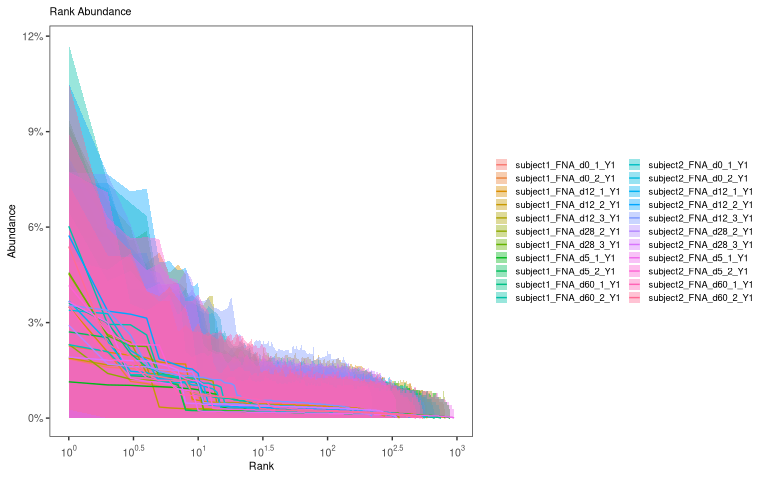 Rank Abundance
12%
9%
6%
3%
0%
Abundance
10^0 10^0.5 10^1 10^1.5 10^2 10^2.5 10^3
Rank
subject1_FNA_d0_1_Y1 subject2_FNA_d0_1_Y1
subject1_FNA_d0_2_Y1 subject2_FNA_d0_2_Y1
subject1_FNA_d12_1_Y1 subject2_FNA_d12_1_Y1
subject1_FNA_d12_2_Y1 subject2_FNA_d12_2_Y1
subject1_FNA_d12_3_Y1 subject2_FNA_d12_3_Y1
subject1_FNA_d28_2_Y1 subject2_FNA_d28_2_Y1
subject1_FNA_d28_3_Y1 subject2_FNA_d28_3_Y1
subject1_FNA_d5_1_Y1 subject2_FNA_d5_1_Y1
subject1_FNA_d5_2_Y1 subject2_FNA_d5_2_Y1
subject1_FNA_d60_1_Y1 subject2_FNA_d60_1_Y1
subject1_FNA_d60_2_Y1 subject2_FNA_d60_2_Y1